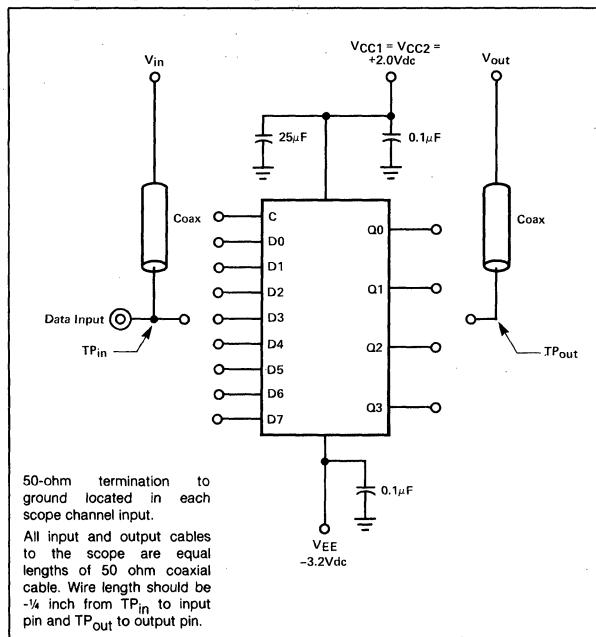 Vin
VCC1 = VCC2 =
+2.0Vdc
Vout
25μF
0.1μF
Coax
Coax
C
D0
D1
D2
D3
D4
D5
D6
D7
Q0
Q1
Q2
Q3
Data Input
TPin
TPout
0.1μF
VEE
-3.2Vdc
50-ohm termination to
ground located in each
scope channel input.
All input and output cables
to the scope are equal
lengths of 50 ohm coaxial
cable. Wire length should be
-¼ inch from TPin to input
pin and TPout to output pin.